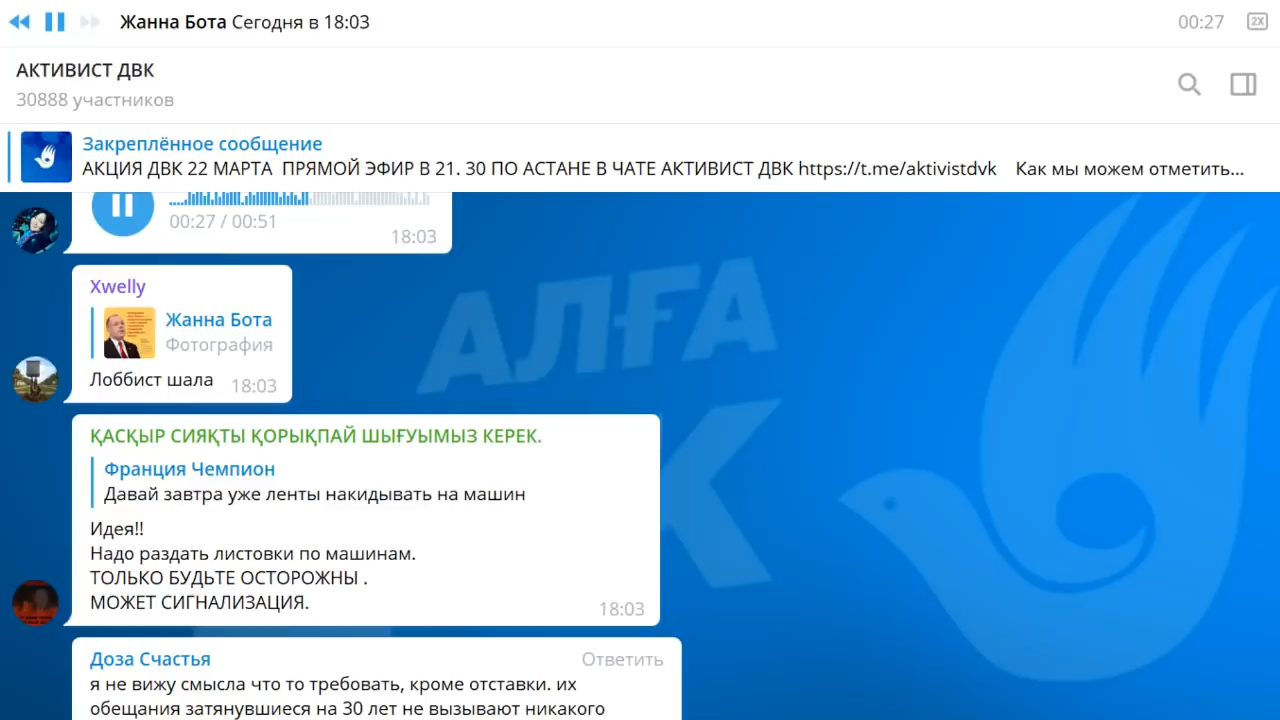 Жанна Бота Сегодня в 18:03
00:27
2X
АКТИВИСТ ДВК
30888 участников
Закреплённое сообщение
АКЦИЯ ДВК 22 МАРТА ПРЯМОЙ ЭФИР В 21. 30 ПО АСТАНЕ В ЧАТЕ АКТИВИСТ ДВК https://t.me/aktivistdvk Как мы можем отметить...
00:27 / 00:51
18:03
Xwelly
Жанна Бота
Фотография
Лоббист шала
18:03
ҚАСҚЫР СИЯҚТЫ ҚОРЫҚПАЙ ШЫҒУЫМЫЗ КЕРЕК.
Франция Чемпион
Давай завтра уже ленты накидывать на машин
Идея!!
Надо раздать листовки по машинам.
ТОЛЬКО БУДЬТЕ ОСТОРОЖНЫ .
МОЖЕТ СИГНАЛИЗАЦИЯ.
18:03
Доза Счастья
Ответить
я не вижу смысла что то требовать, кроме отставки. их
обещания затянувшиеся на 30 лет не вызывают никакого
АЛҒА
К